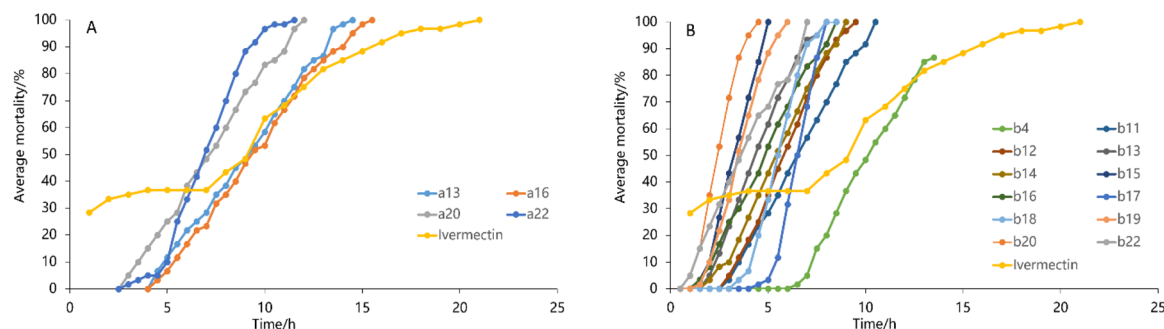 A
Average mortality/%
100
90
80
70
60
50
40
30
20
10
0
a13 a16
a20 a22
Ivermectin
0 5 10 15 20 25
Time/h
B
Average mortality/%
100
90
80
70
60
50
40
30
20
10
0
b4 b11
b12 b13
b14 b15
b16 b17
b18 b19
b20 b22
Ivermectin
0 5 10 15 20 25
Time/h